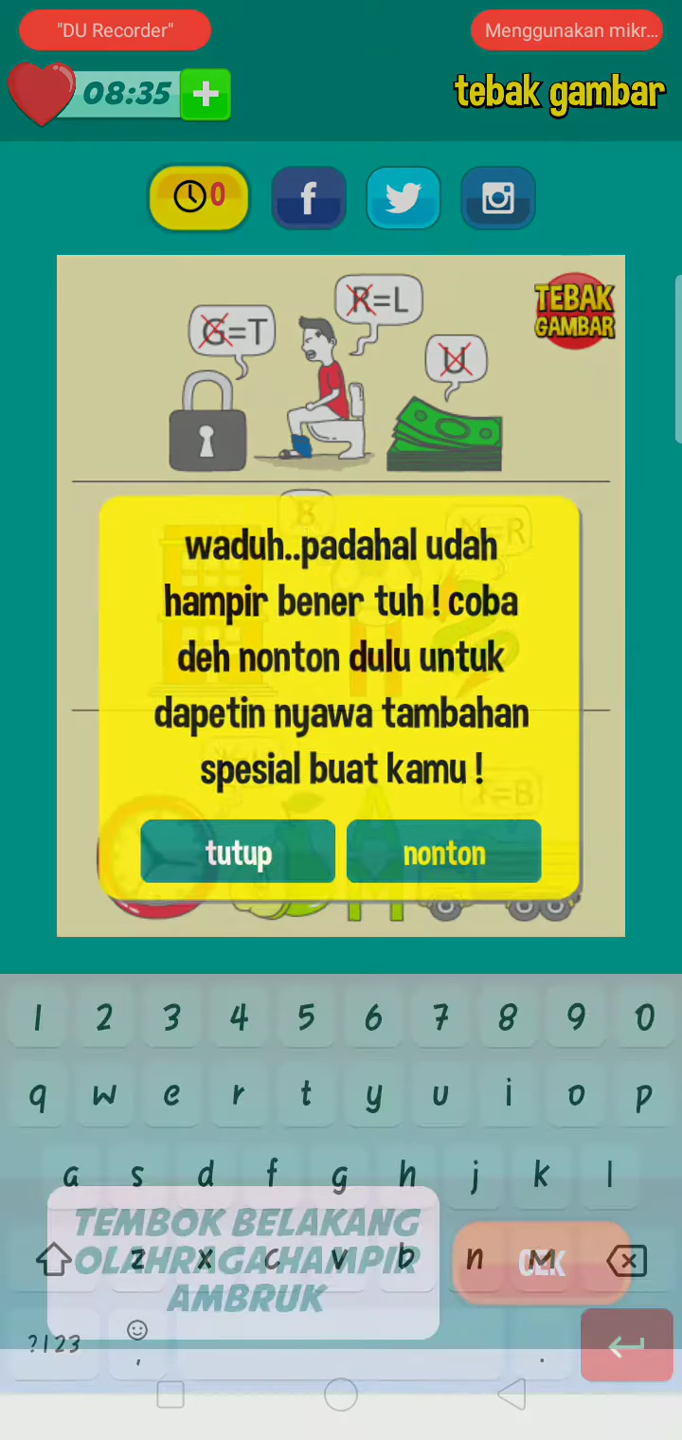 "DU Recorder"
Menggunakan mikr...
08:35
+
tebak gambar
0
f
R=L
TEBAK
GAMBAR
G=T
U
B
=R
waduh..padahal udah
hampir bener tuh ! coba
deh nonton dulu untuk
dapetin nyawa tambahan
spesial buat kamu !
=B
tutup
nonton
1 2 3 4 5 6 7 8 9 0
q w e r t y u i o p
a s d f g h j k l
z x c v b n m
TEMBOK BELAKANG
OLAHRAGA HAMPIR
AMBRUK
CEK
?123
,
.